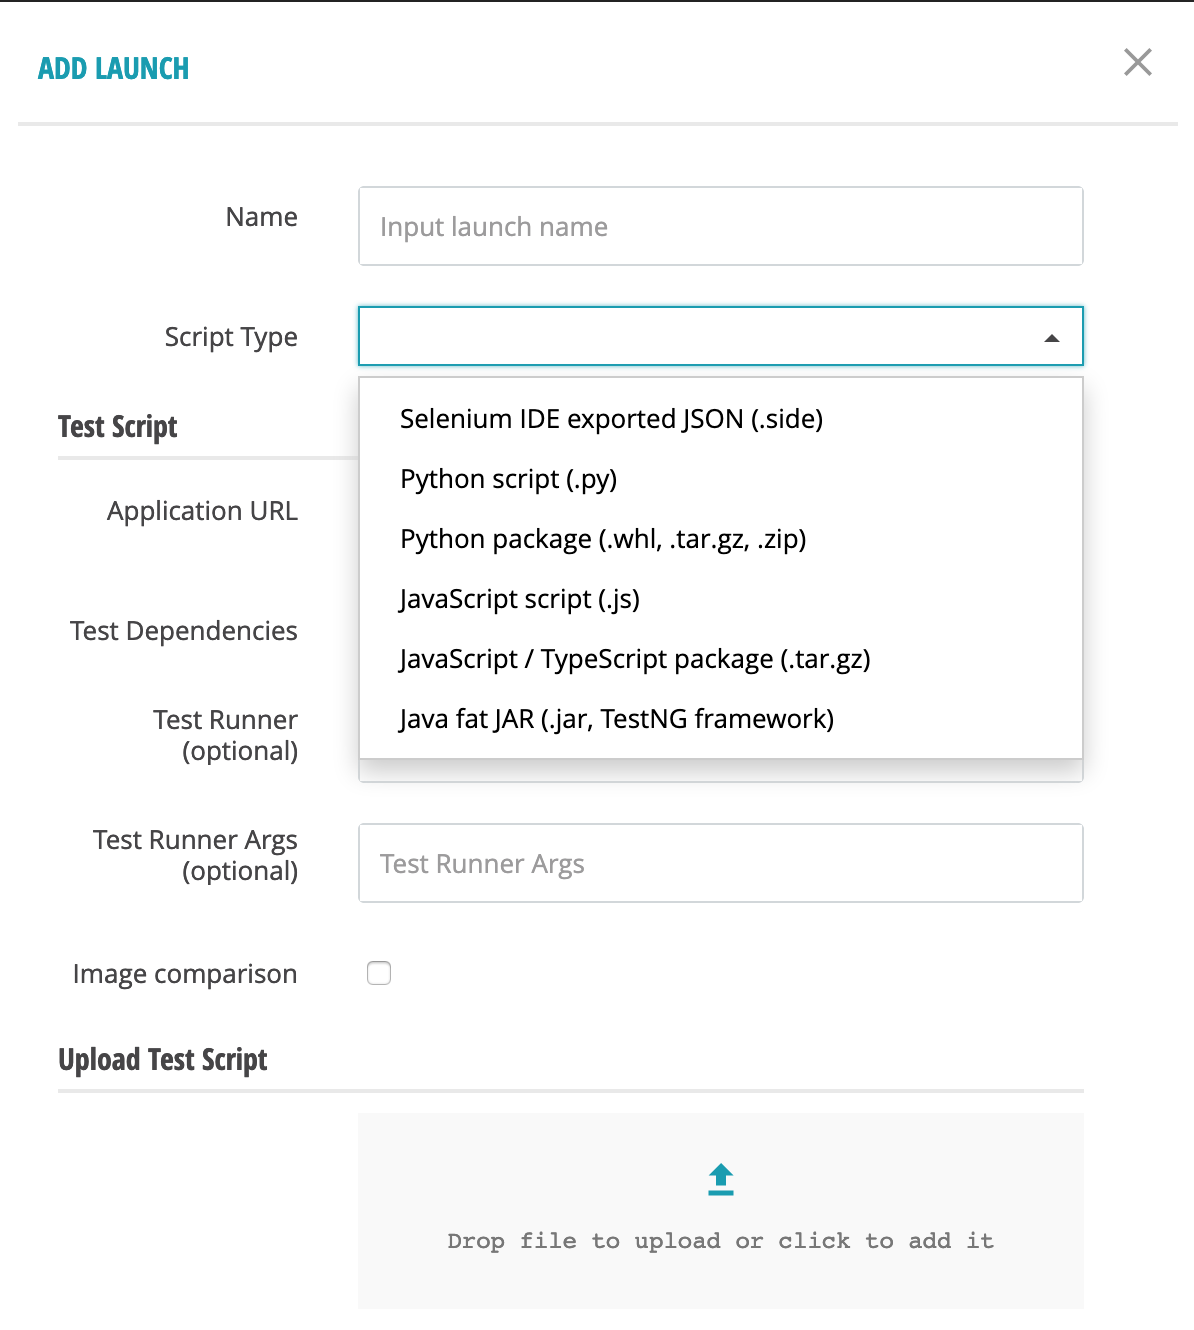 ADD LAUNCH
Name
Input launch name
Script Type
Selenium IDE exported JSON (.side)
Python script (.py)
Python package (.whl, .tar.gz, .zip)
JavaScript script (.js)
JavaScript / TypeScript package (.tar.gz)
Java fat JAR (.jar, TestNG framework)
Test Script
Application URL
Test Dependencies
Test Runner
(optional)
Test Runner Args
(optional)
Test Runner Args
Image comparison
Upload Test Script
Drop file to upload or click to add it